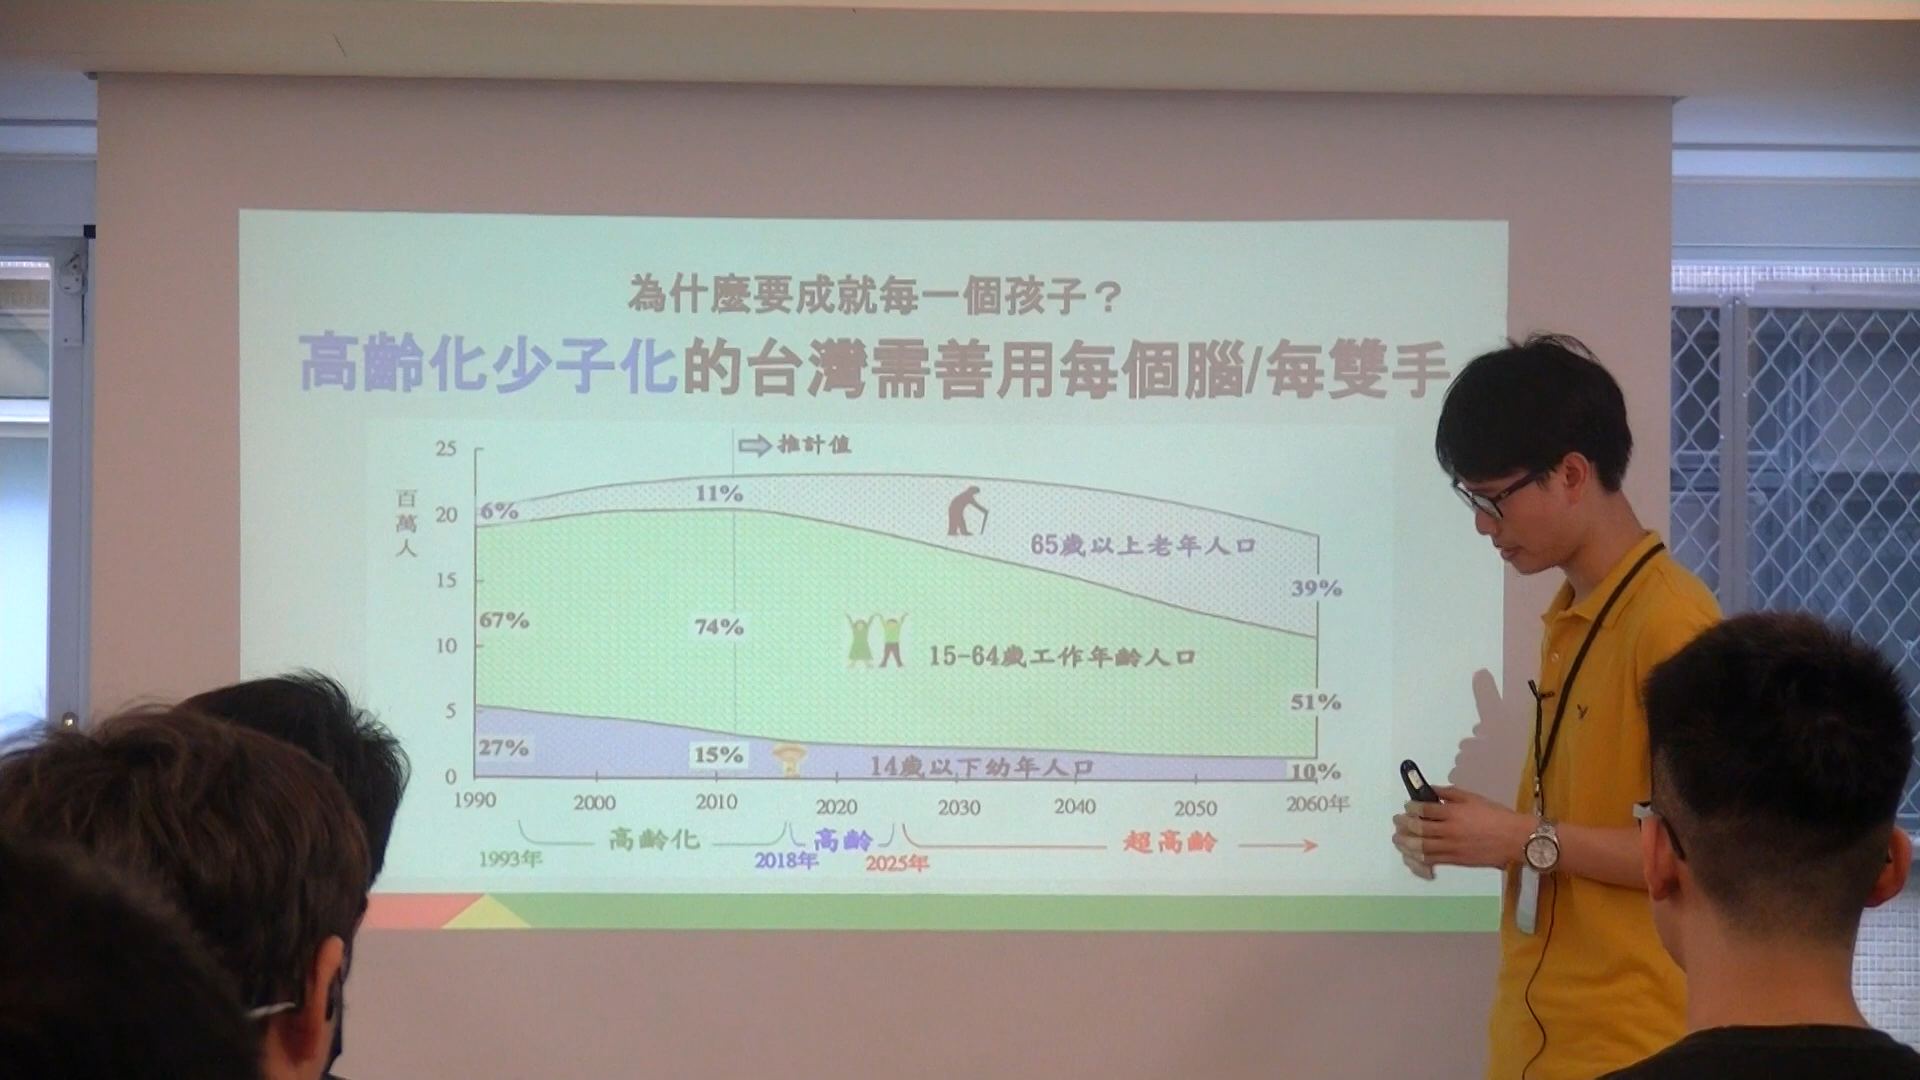 為什麼要成就每一個孩子？
高齡化少子化的台灣需善用每個腦/每雙手
推計值
百萬人
25
20
15
10
5
0
6%
11%
65歲以上老年人口
39%
67%
74%
15-64歲工作年齡人口
51%
27%
15%
14歲以下幼年人口
10%
1990 2000 2010 2020 2030 2040 2050 2060年
高齡化 高齡 超高齡
1993年 2018年 2025年